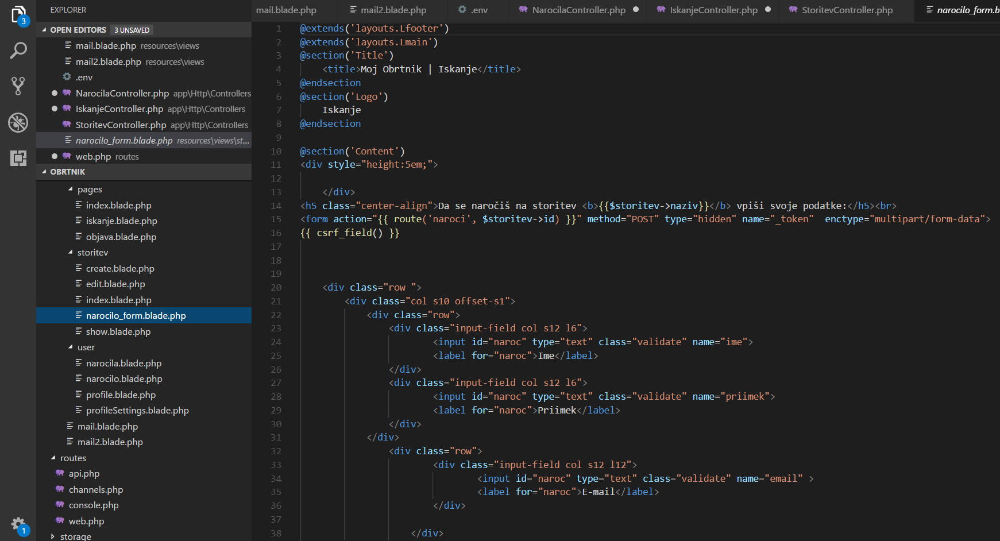 EXPLORER
OPEN EDITORS 3 UNSAVED
mail.blade.php resources\views
mail2.blade.php resources\views
.env
NarocilaController.php app\Http\Controllers
IskanjeController.php app\Http\Controllers
StoritevController.php app\Http\Controllers
narocilo_form.blade.php resources\views\st...
web.php routes
OBRTNIK
pages
index.blade.php
iskanje.blade.php
objava.blade.php
storitev
create.blade.php
edit.blade.php
index.blade.php
narocilo_form.blade.php
show.blade.php
user
narocila.blade.php
narocilo.blade.php
profile.blade.php
profileSettings.blade.php
mail.blade.php
mail2.blade.php
routes
api.php
channels.php
console.php
web.php
storage
3
1
mail.blade.php mail2.blade.php .env NarocilaController.php IskanjeController.php StoritevController.php narocilo_form.b
1 @extends('layouts.Lfooter')
2 @extends('layouts.Lmain')
3 @section('Title')
4 <title>Moj Obrtnik | Iskanje</title>
5 @endsection
6 @section('Logo')
7 Iskanje
8 @endsection
9
10 @section('Content')
11 <div style="height:5em;">
12
13 </div>
14 <h5 class="center-align">Da se naročiš na storitev <b>{{$storitev->naziv}}</b> vpiši svoje podatke:</h5><br>
15 <form action="{{ route('naroci', $storitev->id) }}" method="POST" type="hidden" name="_token"  enctype="multipart/form-data">
16 {{ csrf_field() }}
17
18
19
20 <div class="row ">
21 <div class="col s10 offset-s1">
22 <div class="row">
23 <div class="input-field col s12 l6">
24 <input id="naroc" type="text" class="validate" name="ime">
25 <label for="naroc">Ime</label>
26 </div>
27 <div class="input-field col s12 l6">
28 <input id="naroc" type="text" class="validate" name="priimek">
29 <label for="naroc">Priimek</label>
30 </div>
31 </div>
32 <div class="row">
33 <div class="input-field col s12 l12">
34 <input id="naroc" type="text" class="validate" name="email" >
35 <label for="naroc">E-mail</label>
36 </div>
37
38 </div>